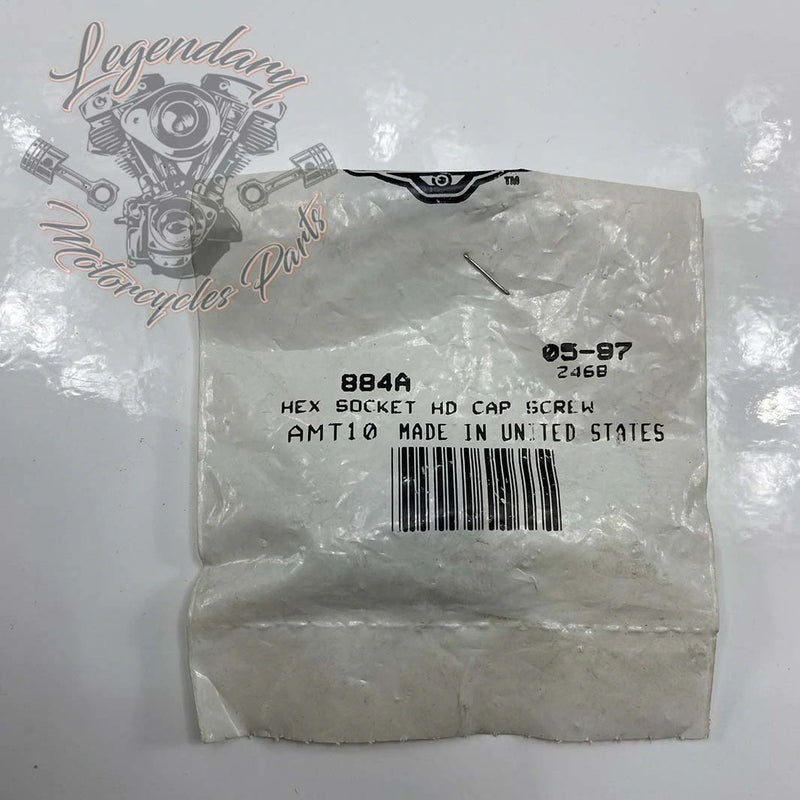 Legendary
Motorcycles Parts
TM
05-97
2468
884A
HEX SOCKET HD CAP SCREW
AMT10 MADE IN UNITED STATES